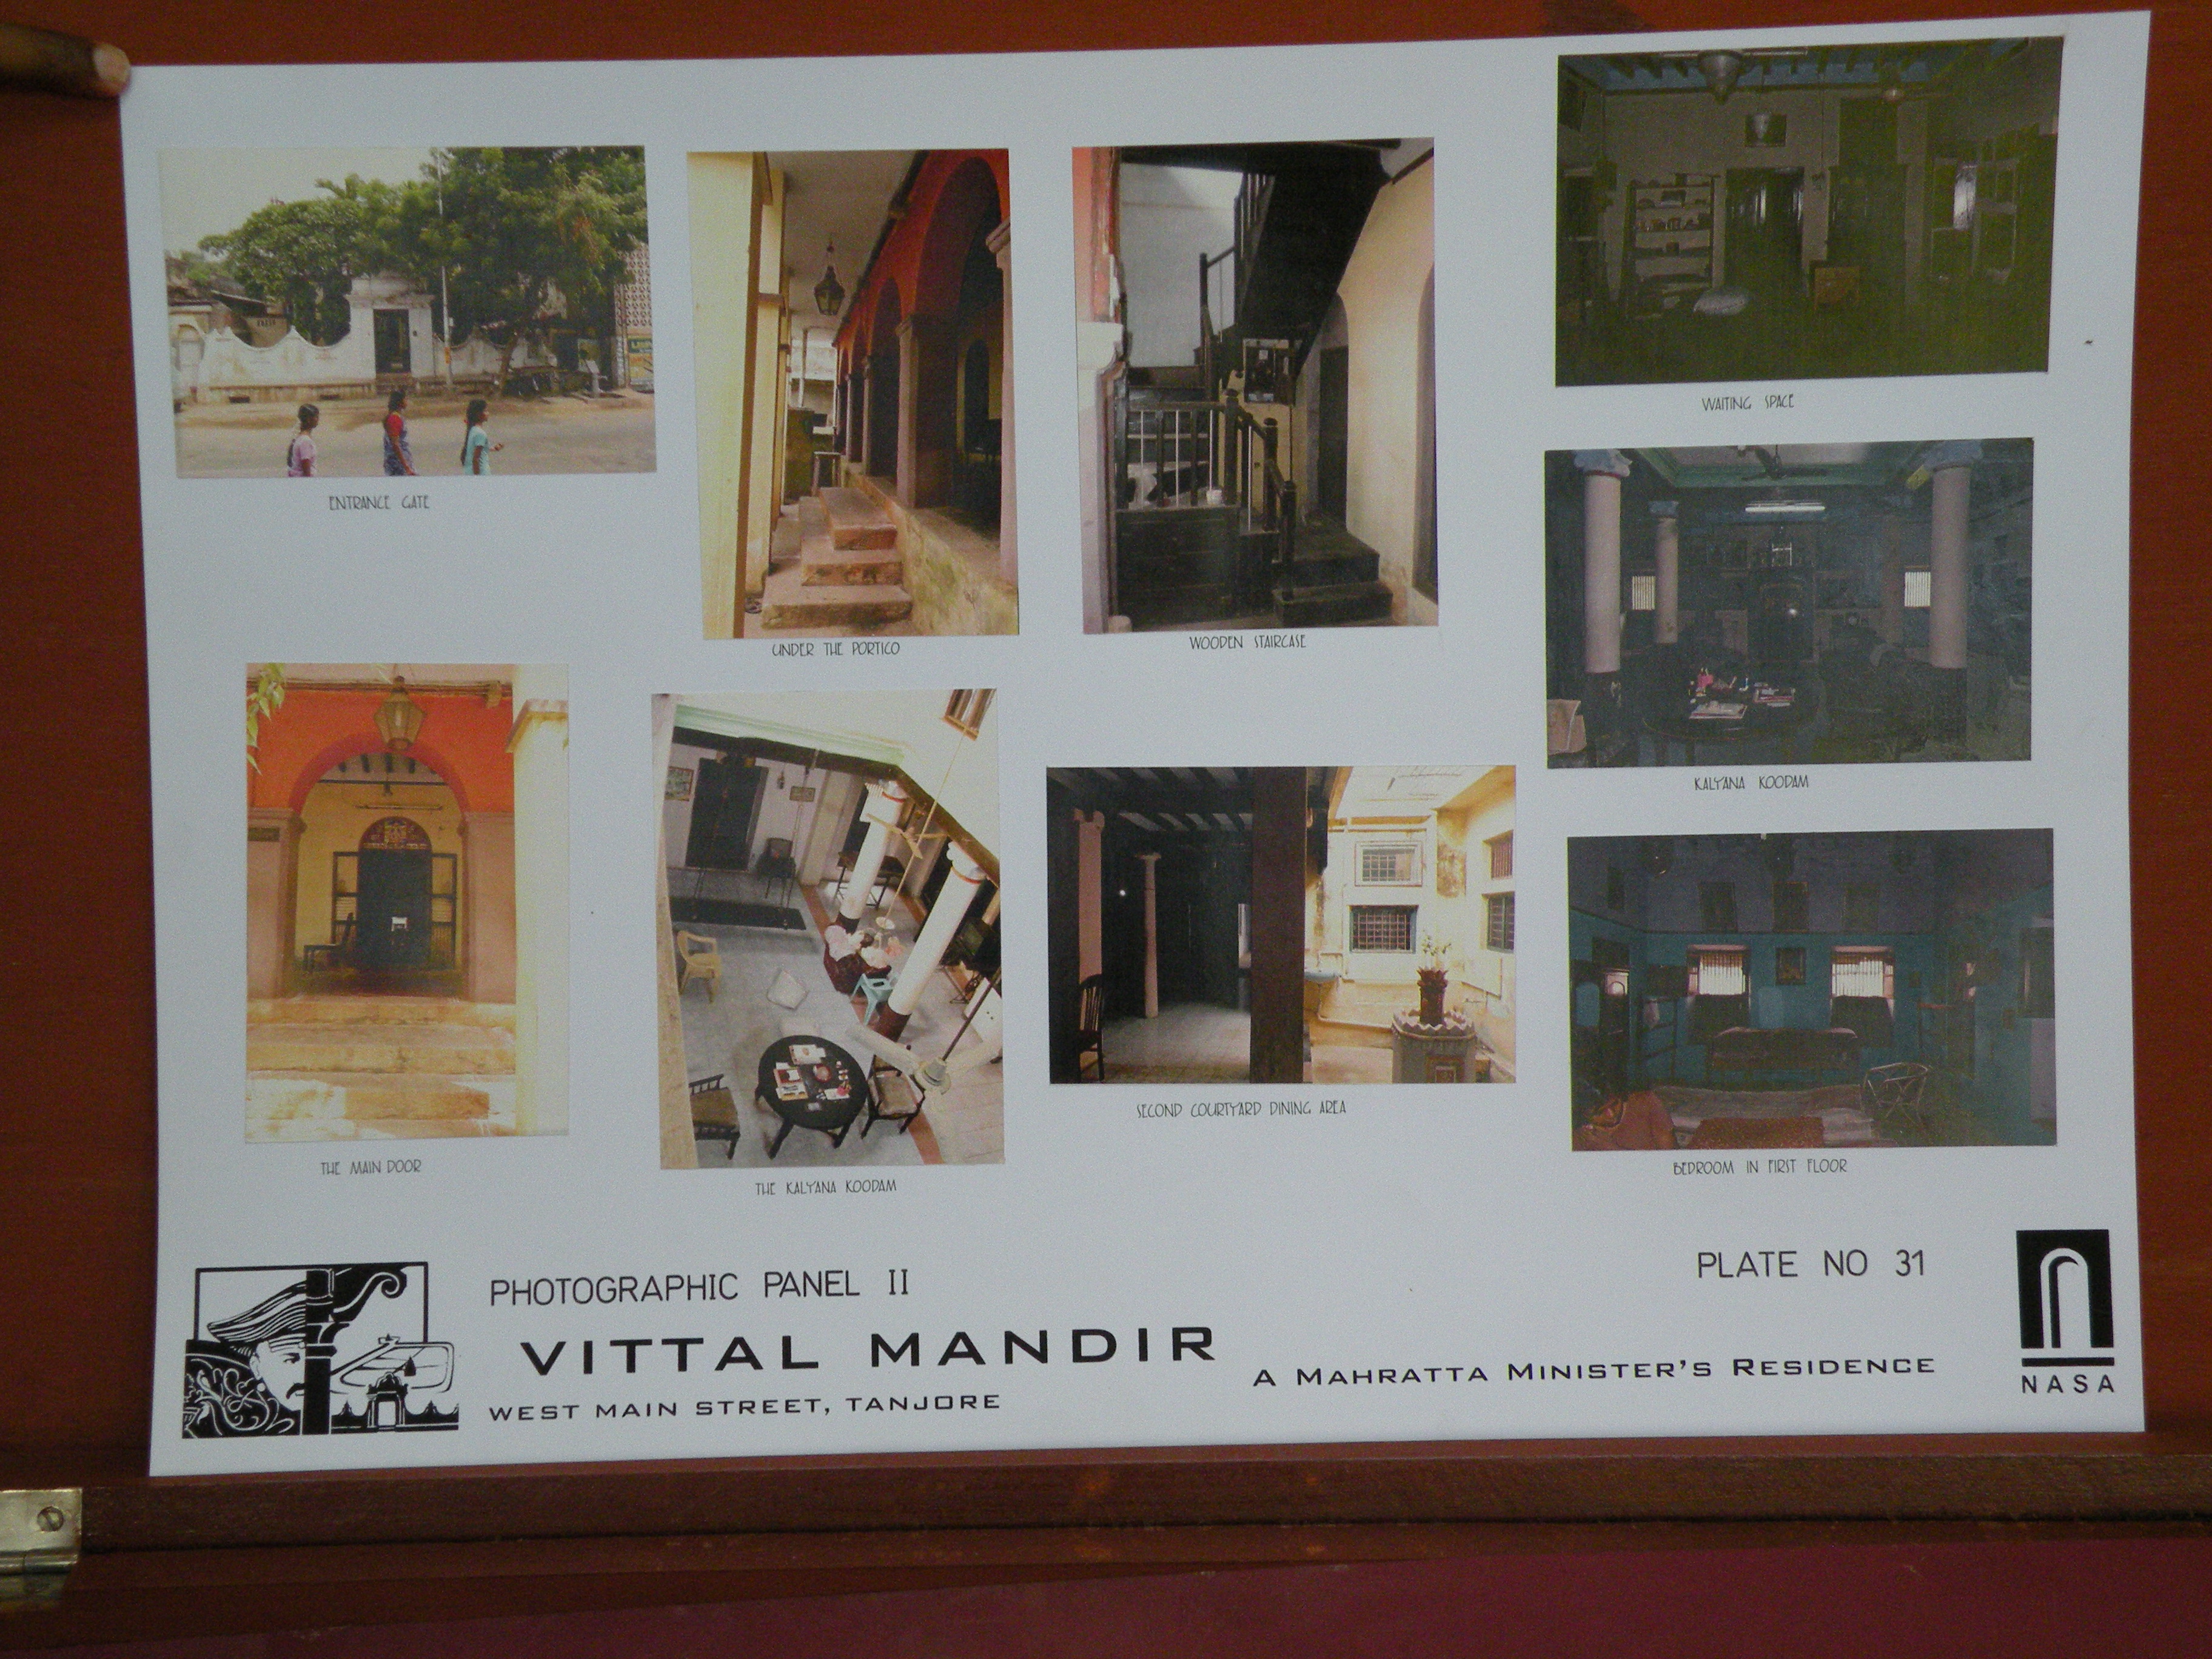 ENTRANCE GATE
UNDER THE PORTICO
WOODEN STAIRCASE
WAITING SPACE
KALYANA KOODAM
THE MAIN DOOR
THE KALYANA KOODAM
SECOND COURTYARD DINING AREA
BEDROOM IN FIRST FLOOR
PHOTOGRAPHIC PANEL II
PLATE NO 31
VITTAL MANDIR
A MAHRATTA MINISTER'S RESIDENCE
WEST MAIN STREET, TANJORE
NASA